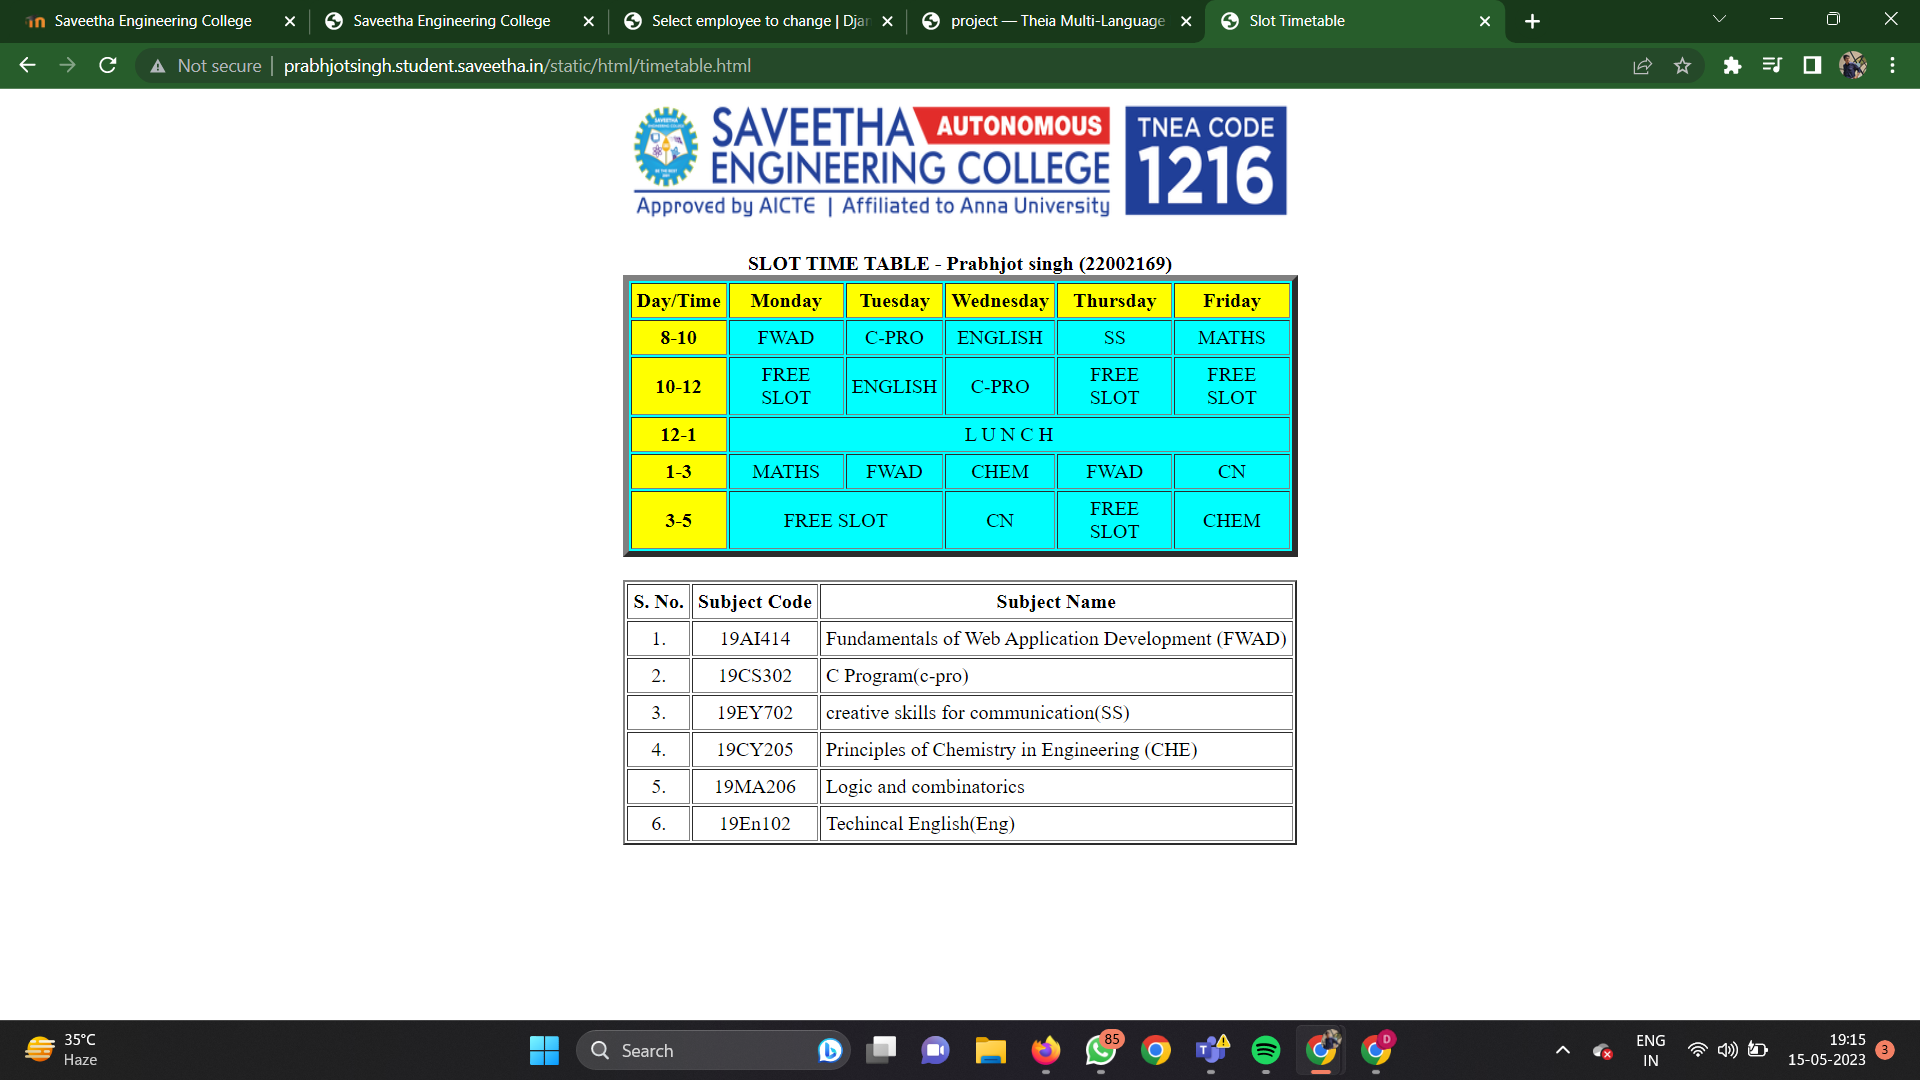 Saveetha Engineering College
Saveetha Engineering College
Select employee to change | Djan
project — Theia Multi-Language
Slot Timetable
Not secure
prabhjotsingh.student.saveetha.in/static/html/timetable.html
SAVEETHA AUTONOMOUS
ENGINEERING COLLEGE
Approved by AICTE | Affiliated to Anna University
TNEA CODE
1216
SLOT TIME TABLE - Prabhjot singh (22002169)
Day/Time Monday Tuesday Wednesday Thursday Friday
8-10 FWAD C-PRO ENGLISH SS MATHS
10-12 FREE SLOT ENGLISH C-PRO FREE SLOT FREE SLOT
12-1 L U N C H
1-3 MATHS FWAD CHEM FWAD CN
3-5 FREE SLOT CN FREE SLOT CHEM
S. No. Subject Code Subject Name
1. 19AI414 Fundamentals of Web Application Development (FWAD)
2. 19CS302 C Program(c-pro)
3. 19EY702 creative skills for communication(SS)
4. 19CY205 Principles of Chemistry in Engineering (CHE)
5. 19MA206 Logic and combinatorics
6. 19En102 Techincal English(Eng)
35°C
Haze
Search
85
D
ENG
IN
19:15
15-05-2023
3